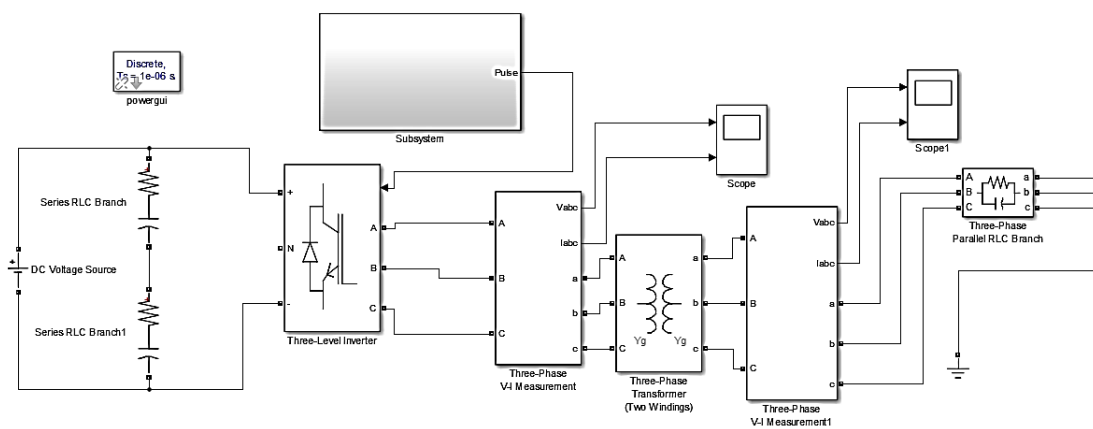 Discrete,
Ts = 1e-06 s.
powergui
Pulse
Subsystem
Scope
Scope1
Series RLC Branch
DC Voltage Source
Series RLC Branch1
+
N
-
A
B
C
Three-Level Inverter
A
B
C
Vabc
Iabc
a
b
c
Three-Phase
V-I Measurement
A
B
C
a
b
c
Yg
Yg
Three-Phase
Transformer
(Two Windings)
A
B
C
Vabc
Iabc
a
b
c
Three-Phase
V-I Measurement1
A
B
C
a
b
c
Three-Phase
Parallel RLC Branch